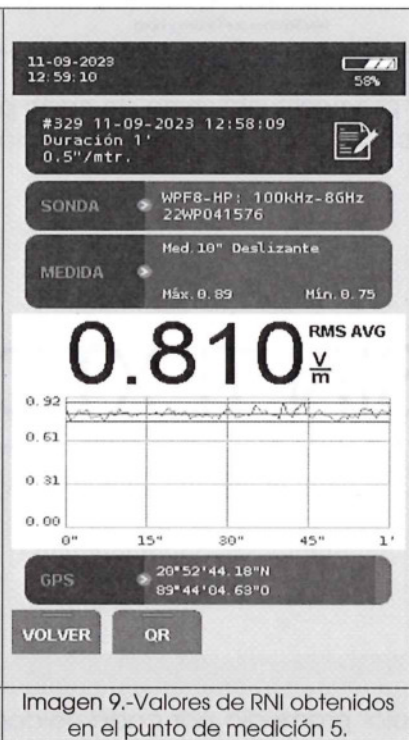 11-09-2023
12:59:10
58%
#329 11-09-2023 12:58:09
Duración 1'
0.5"/mtr.
SONDA
WPF8-HP: 100kHz-8GHz
22WP041576
MEDIDA
Med.10" Deslizante
Máx.0.89 Mín.0.75
0.810 RMS AVG
V
m
0.92
0.61
0.31
0.00
0" 15" 30" 45" 1'
GPS
20°52'44.18"N
89°44'04.63"O
VOLVER QR
Imagen 9.-Valores de RNI obtenidos
en el punto de medición 5.